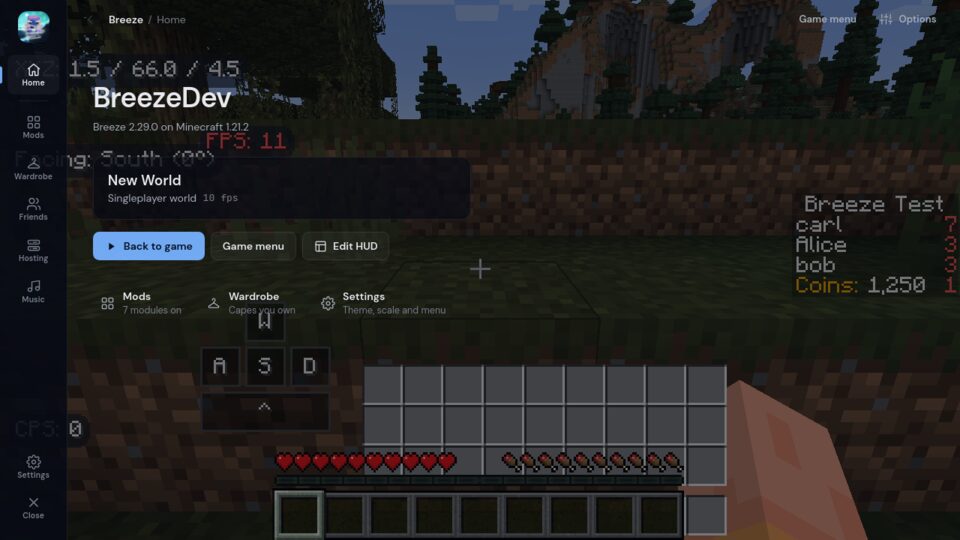 Breeze / Home
Game menu
Options
1.5 / 66.0 / 4.5
Home
BreezeDev
Breeze 2.29.0 on Minecraft 1.21.2
FPS: 11
Mods
Facing: South (0°)
Wardrobe
New World
Singleplayer world 10 fps
Friends
Breeze Test
carl 7
Alice 3
bob 3
Coins: 1,250 1
Back to game
Game menu
Edit HUD
Hosting
Music
Mods
7 modules on
Wardrobe
Capes you own
Settings
Theme, scale and menu
W
A S D
^
CPS: 0
Settings
Close